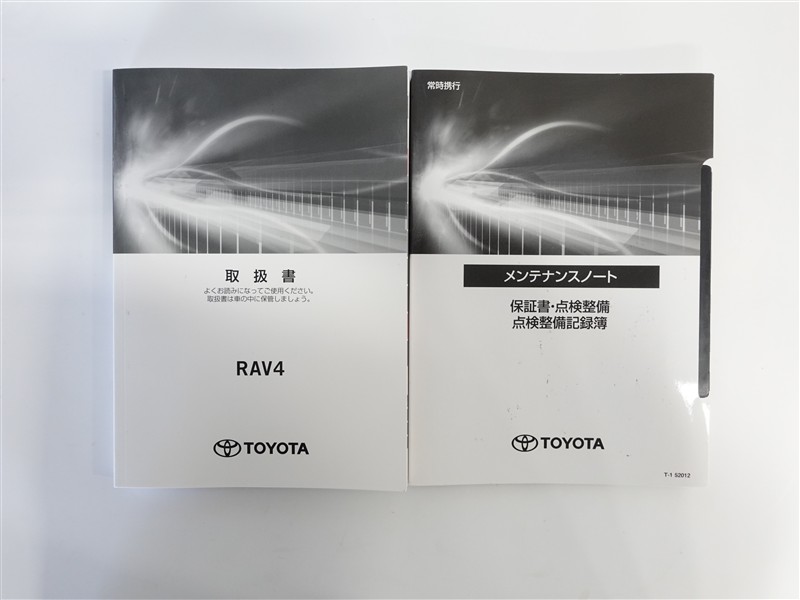 取扱書
よくお読みになってご使用ください。
取扱書は車の中に保管しましょう。
RAV4
TOYOTA
常時携行
メンテナンスノート
保証書・点検整備
点検整備記録簿
TOYOTA
T-1 S2012